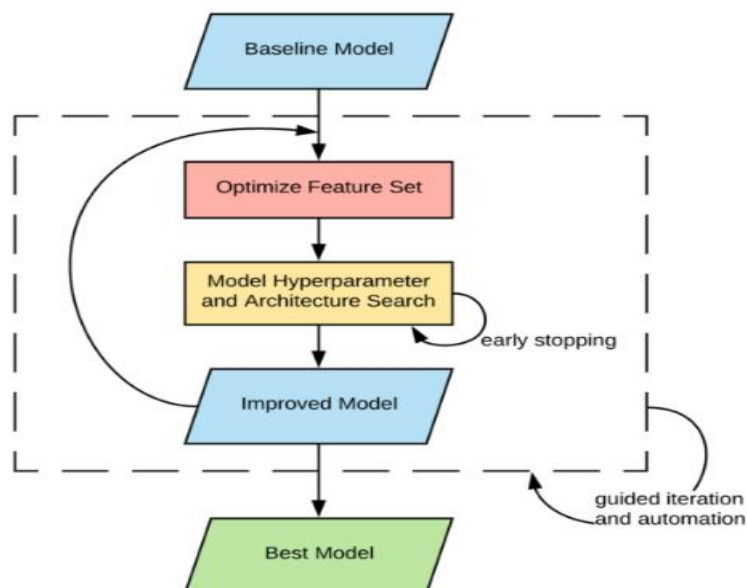 Baseline Model
Optimize Feature Set
Model Hyperparameter
and Architecture Search
early stopping
Improved Model
guided iteration
and automation
Best Model